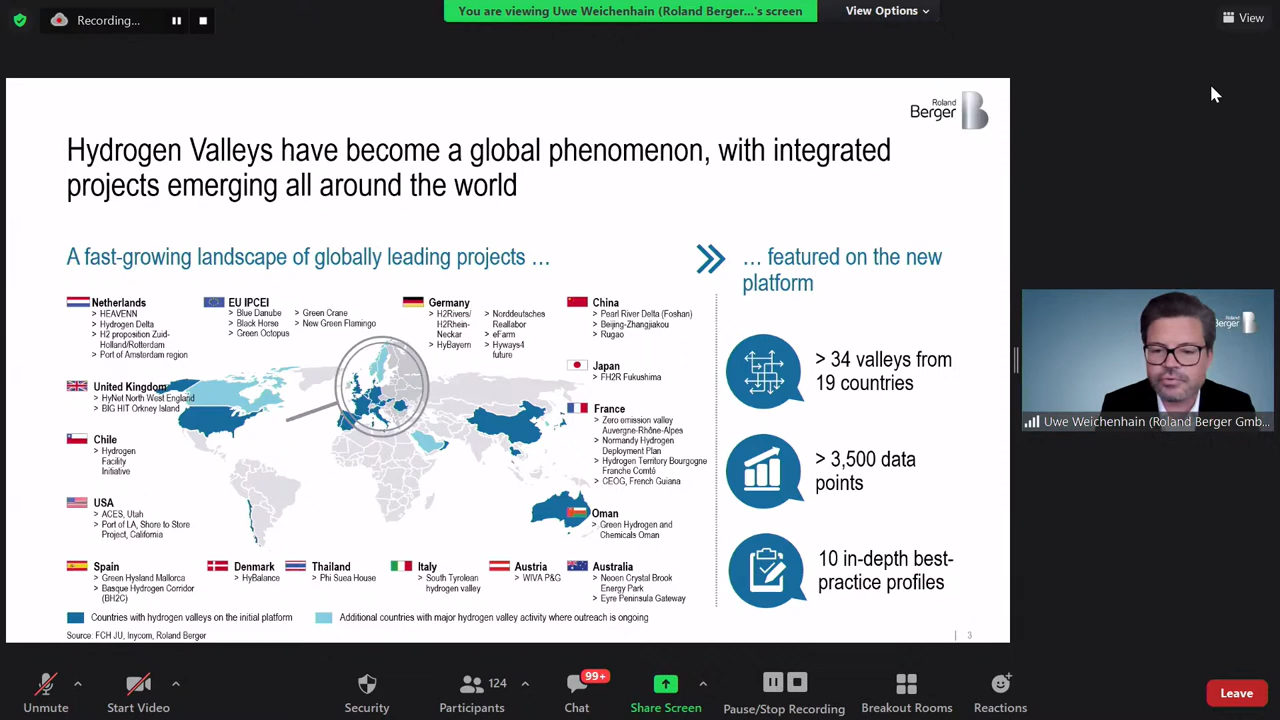 Recording...
You are viewing Uwe Weichenhain (Roland Berger...'s screen
View Options
View
Roland
Berger
Hydrogen Valleys have become a global phenomenon, with integrated
projects emerging all around the world
A fast-growing landscape of globally leading projects …
… featured on the new
platform
Netherlands
> HEAVENN
> Hydrogen Delta
> H2 proposition Zuid-
Holland/Rotterdam
> Port of Amsterdam region
EU IPCEI
> Blue Danube
> Black Horse
> Green Octopus
> Green Crane
> New Green Flamingo
Germany
> H2Rivers/
H2Rhein-
Neckar
> HyBayern
> Norddeutsches
Reallabor
> eFarm
> Hyways4
future
China
> Pearl River Delta (Foshan)
> Beijing-Zhangjiakou
> Rugao
United Kingdom
> HyNet North West England
> BIG HIT Orkney Island
Japan
> FH2R Fukushima
France
> Zero emission valley
Auvergne-Rhône-Alpes
> Normandy Hydrogen
Deployment Plan
> Hydrogen Territory Bourgogne
Franche Comté
> CEOG, French Guiana
Chile
> Hydrogen
Facility
Initiative
USA
> ACES, Utah
> Port of LA, Shore to Store
Project, California
Oman
> Green Hydrogen and
Chemicals Oman
Spain
> Green Hysland Mallorca
> Basque Hydrogen Corridor
(BH2C)
Denmark
> HyBalance
Thailand
> Phi Suea House
Italy
> South Tyrolean
hydrogen valley
Austria
> WIVA P&G
Australia
> Neoen Crystal Brook
Energy Park
> Eyre Peninsula Gateway
> 34 valleys from
19 countries
> 3,500 data
points
10 in-depth best-
practice profiles
Countries with hydrogen valleys on the initial platform
Additional countries with major hydrogen valley activity where outreach is ongoing
Source: FCH JU, Inycom, Roland Berger
3
Berger
Uwe Weichenhain (Roland Berger Gmb...
Unmute
Start Video
Security
124
Participants
99+
Chat
Share Screen
Pause/Stop Recording
Breakout Rooms
Reactions
Leave